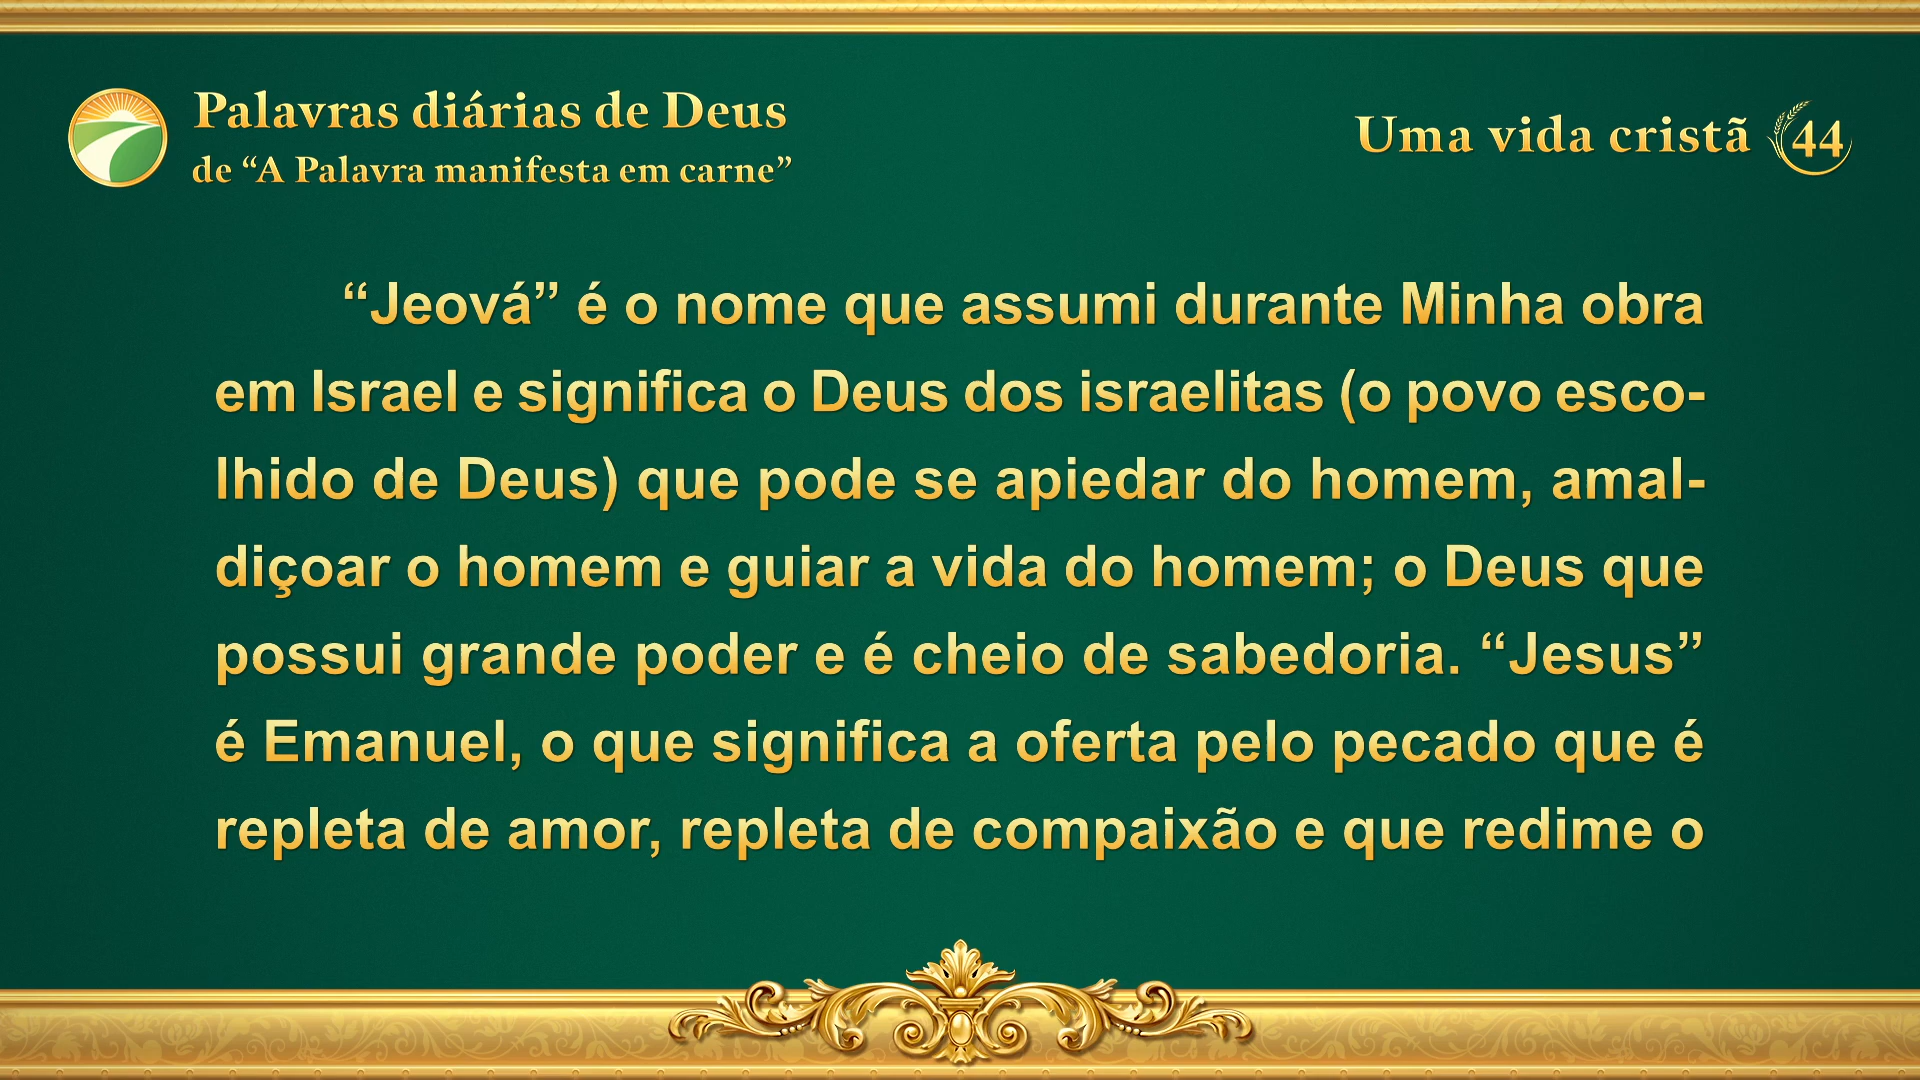 Palavras diárias de Deus
de “A Palavra manifesta em carne”
Uma vida cristã 44
“Jeová” é o nome que assumi durante Minha obra
em Israel e significa o Deus dos israelitas (o povo esco-
lhido de Deus) que pode se apiedar do homem, amal-
diçoar o homem e guiar a vida do homem; o Deus que
possui grande poder e é cheio de sabedoria. “Jesus”
é Emanuel, o que significa a oferta pelo pecado que é
repleta de amor, repleta de compaixão e que redime o